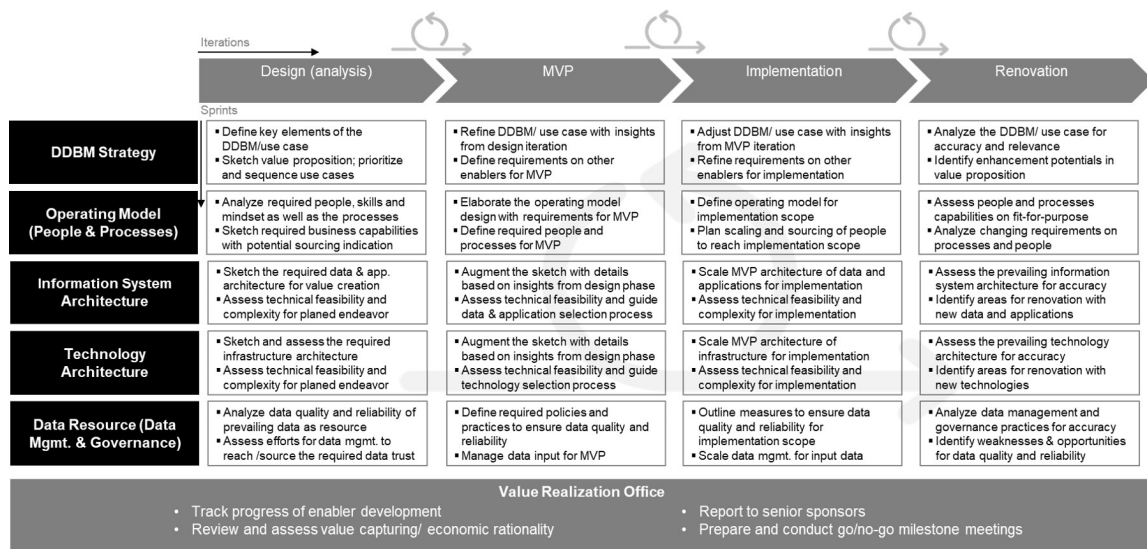 Iterations
Design (analysis)
MVP
Implementation
Renovation
Sprints
DDBM Strategy
▪ Define key elements of the
DDBM/use case
▪ Sketch value proposition; prioritize
and sequence use cases
▪ Refine DDBM/ use case with insights
from design iteration
▪ Define requirements on other
enablers for MVP
▪ Adjust DDBM/ use case with insights
from MVP iteration
▪ Refine requirements on other
enablers for implementation
▪ Analyze the DDBM/ use case for
accuracy and relevance
▪ Identify enhancement potentials in
value proposition
Operating Model
(People & Processes)
▪ Analyze required people, skills and
mindset as well as the processes
▪ Sketch required business capabilities
with potential sourcing indication
▪ Elaborate the operating model
design with requirements for MVP
▪ Define required people and
processes for MVP
▪ Define operating model for
implementation scope
▪ Plan scaling and sourcing of people
to reach implementation scope
▪ Assess people and processes
capabilities on fit-for-purpose
▪ Analyze changing requirements on
processes and people
Information System
Architecture
▪ Sketch the required data & app.
architecture for value creation
▪ Assess technical feasibility and
complexity for planed endeavor
▪ Augment the sketch with details
based on insights from design phase
▪ Assess technical feasibility and guide
data & application selection process
▪ Scale MVP architecture of data and
applications for implementation
▪ Assess technical feasibility and
complexity for implementation
▪ Assess the prevailing information
system architecture for accuracy
▪ Identify areas for renovation with
new data and applications
Technology
Architecture
▪ Sketch and assess the required
infrastructure architecture
▪ Assess technical feasibility and
complexity for planed endeavor
▪ Augment the sketch with details
based on insights from design phase
▪ Assess technical feasibility and guide
technology selection process
▪ Scale MVP architecture of
infrastructure for implementation
▪ Assess technical feasibility and
complexity for implementation
▪ Assess the prevailing technology
architecture for accuracy
▪ Identify areas for renovation with
new technologies
Data Resource (Data
Mgmt. & Governance)
▪ Analyze data quality and reliability of
prevailing data as resource
▪ Assess efforts for data mgmt. to
reach /source the required data trust
▪ Define required policies and
practices to ensure data quality and
reliability
▪ Manage data input for MVP
▪ Outline measures to ensure data
quality and reliability for
implementation scope
▪ Scale data mgmt. for input data
▪ Analyze data management and
governance practices for accuracy
▪ Identify weaknesses & opportunities
for data quality and reliability
Value Realization Office
• Track progress of enabler development
• Review and assess value capturing/ economic rationality
• Report to senior sponsors
• Prepare and conduct go/no-go milestone meetings